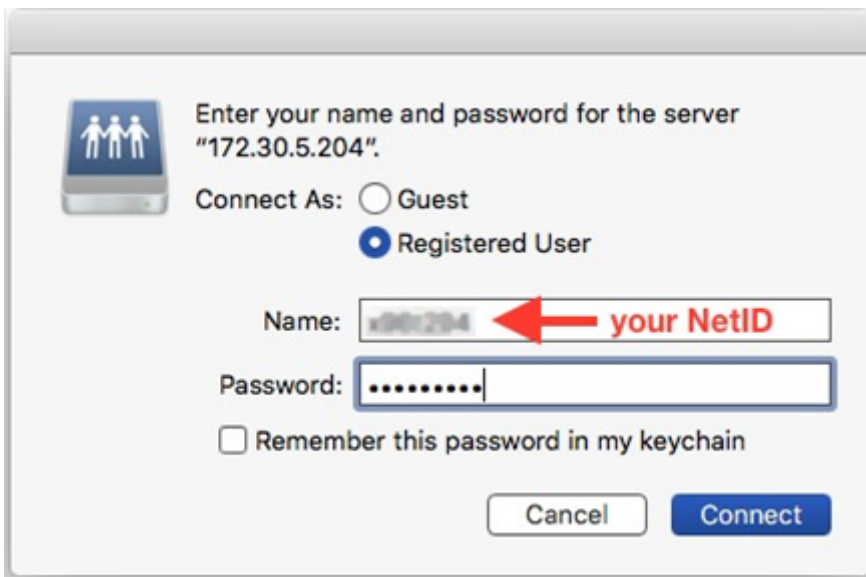 Enter your name and password for the server
"172.30.5.204".
Connect As: Guest
Registered User
Name: your NetID
Password: •••••••••
Remember this password in my keychain
Cancel Connect